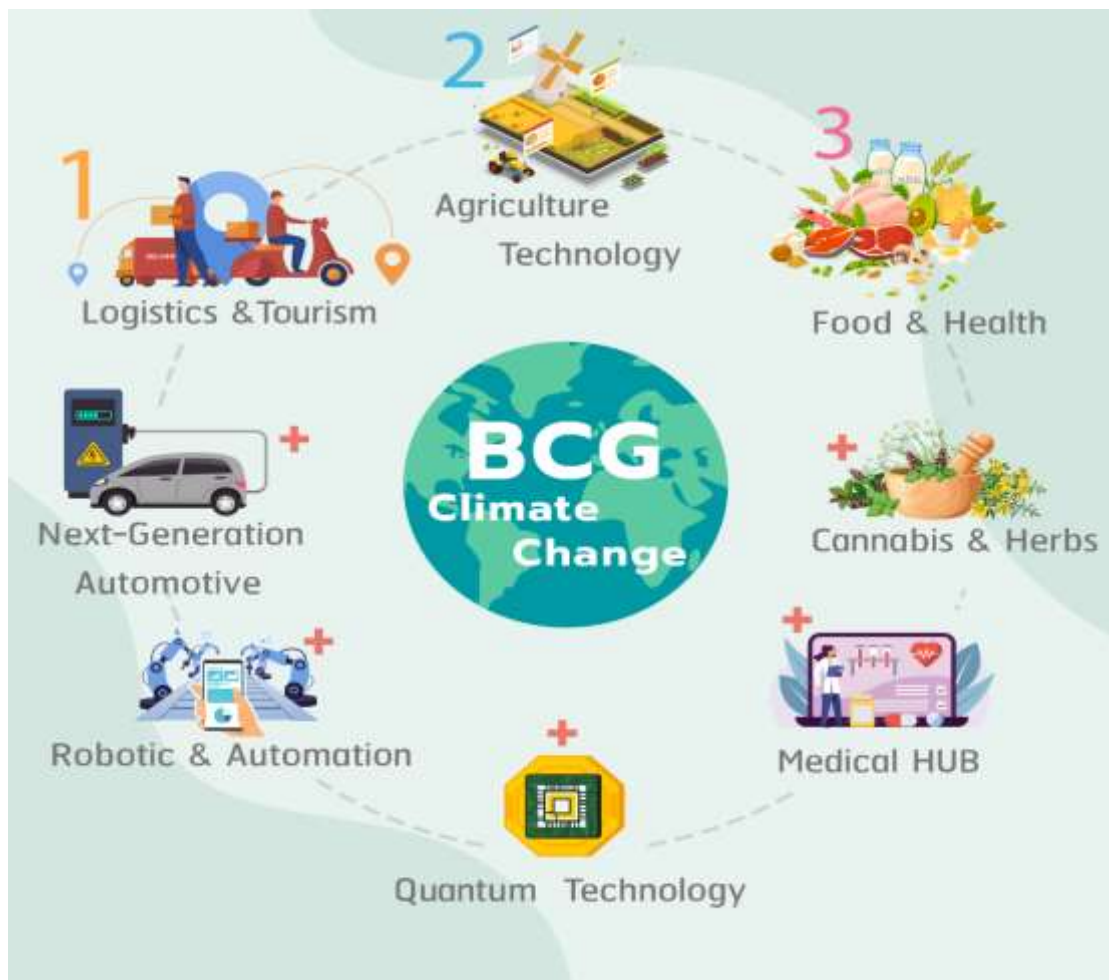 1
Logistics & Tourism
2
Agriculture
Technology
3
Food & Health
BCG
Climate
Change
Next-Generation
Automotive
Cannabis & Herbs
Robotic & Automation
Medical HUB
Quantum Technology